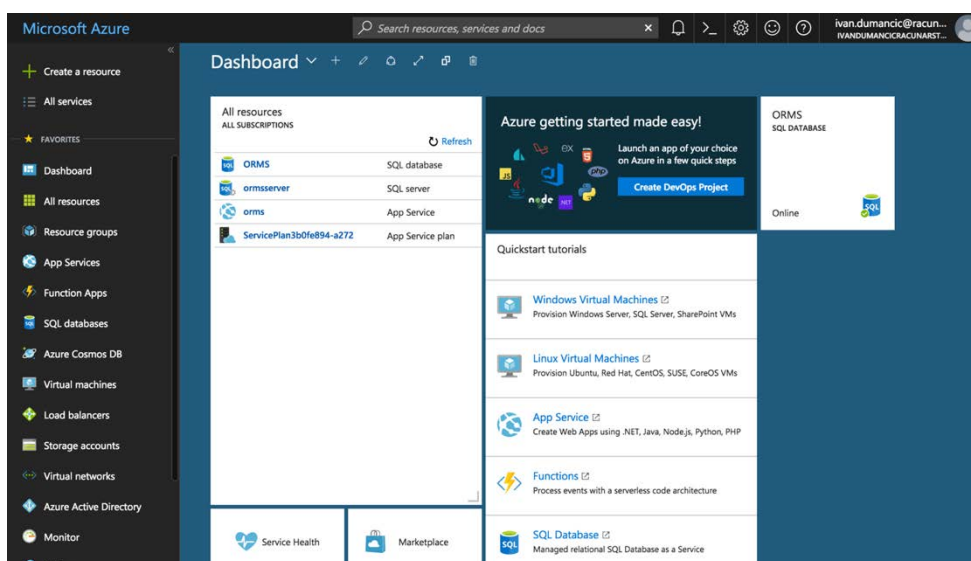 Microsoft Azure
Search resources, services and docs
ivan.dumancic@racun...
IVANDUMANCICRACUNARST...
Create a resource
All services
FAVORITES
Dashboard
All resources
Resource groups
App Services
Function Apps
SQL databases
Azure Cosmos DB
Virtual machines
Load balancers
Storage accounts
Virtual networks
Azure Active Directory
Monitor
Dashboard
All resources
ALL SUBSCRIPTIONS
Refresh
ORMS SQL database
ormsserver SQL server
orms App Service
ServicePlan3b0fe894-a272 App Service plan
Service Health
Marketplace
Azure getting started made easy!
Launch an app of your choice
on Azure in a few quick steps
Create DevOps Project
EX
JS
php
node
.NET
Quickstart tutorials
Windows Virtual Machines
Provision Windows Server, SQL Server, SharePoint VMs
Linux Virtual Machines
Provision Ubuntu, Red Hat, CentOS, SUSE, CoreOS VMs
App Service
Create Web Apps using .NET, Java, Node.js, Python, PHP
Functions
Process events with a serverless code architecture
SQL Database
Managed relational SQL Database as a Service
ORMS
SQL DATABASE
Online
SQL